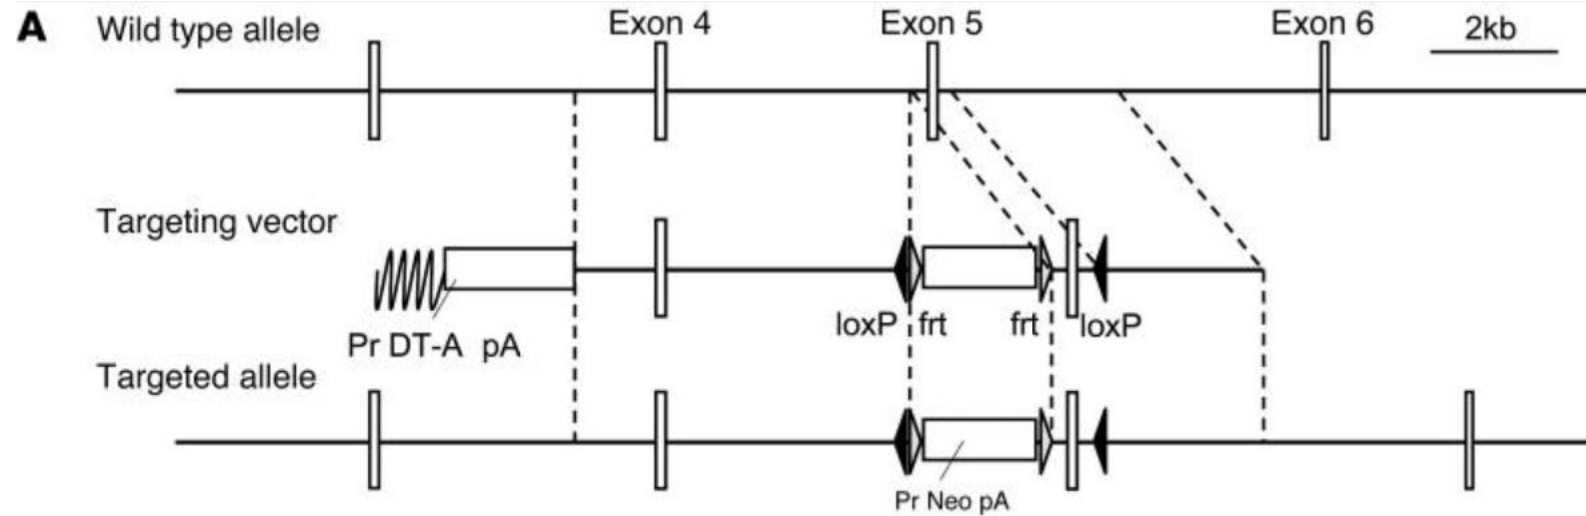 A
Wild type allele
Exon 4
Exon 5
Exon 6
2kb
Targeting vector
loxP
frt
frt
loxP
Pr DT-A pA
Targeted allele
Pr Neo pA